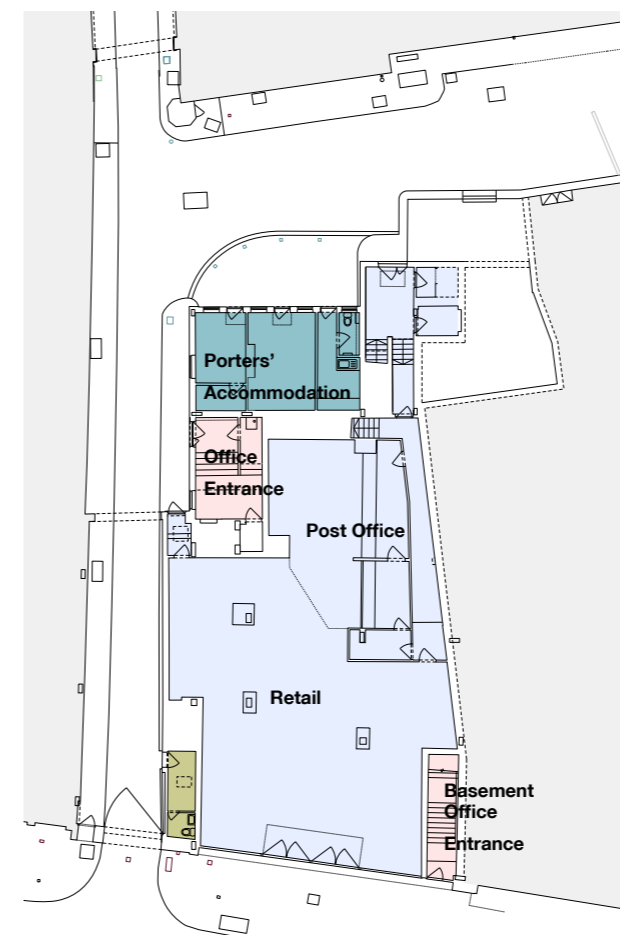 Porters’
Accommodation
Office
Entrance
Post Office
Retail
Basement
Office
Entrance